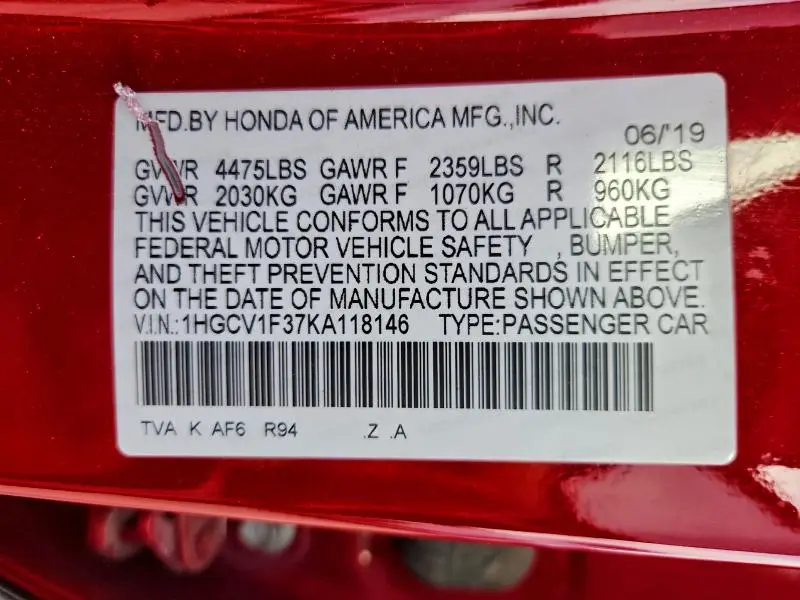 MFD.BY HONDA OF AMERICA MFG.,INC.
06/'19
GVWR 4475LBS GAWR F 2359LBS R 2116LBS
GVWR 2030KG GAWR F 1070KG R 960KG
THIS VEHICLE CONFORMS TO ALL APPLICABLE
FEDERAL MOTOR VEHICLE SAFETY , BUMPER,
AND THEFT PREVENTION STANDARDS IN EFFECT
ON THE DATE OF MANUFACTURE SHOWN ABOVE.
V.I.N.:1HGCV1F37KA118146 TYPE:PASSENGER CAR
TVA K AF6 R94 .Z .A